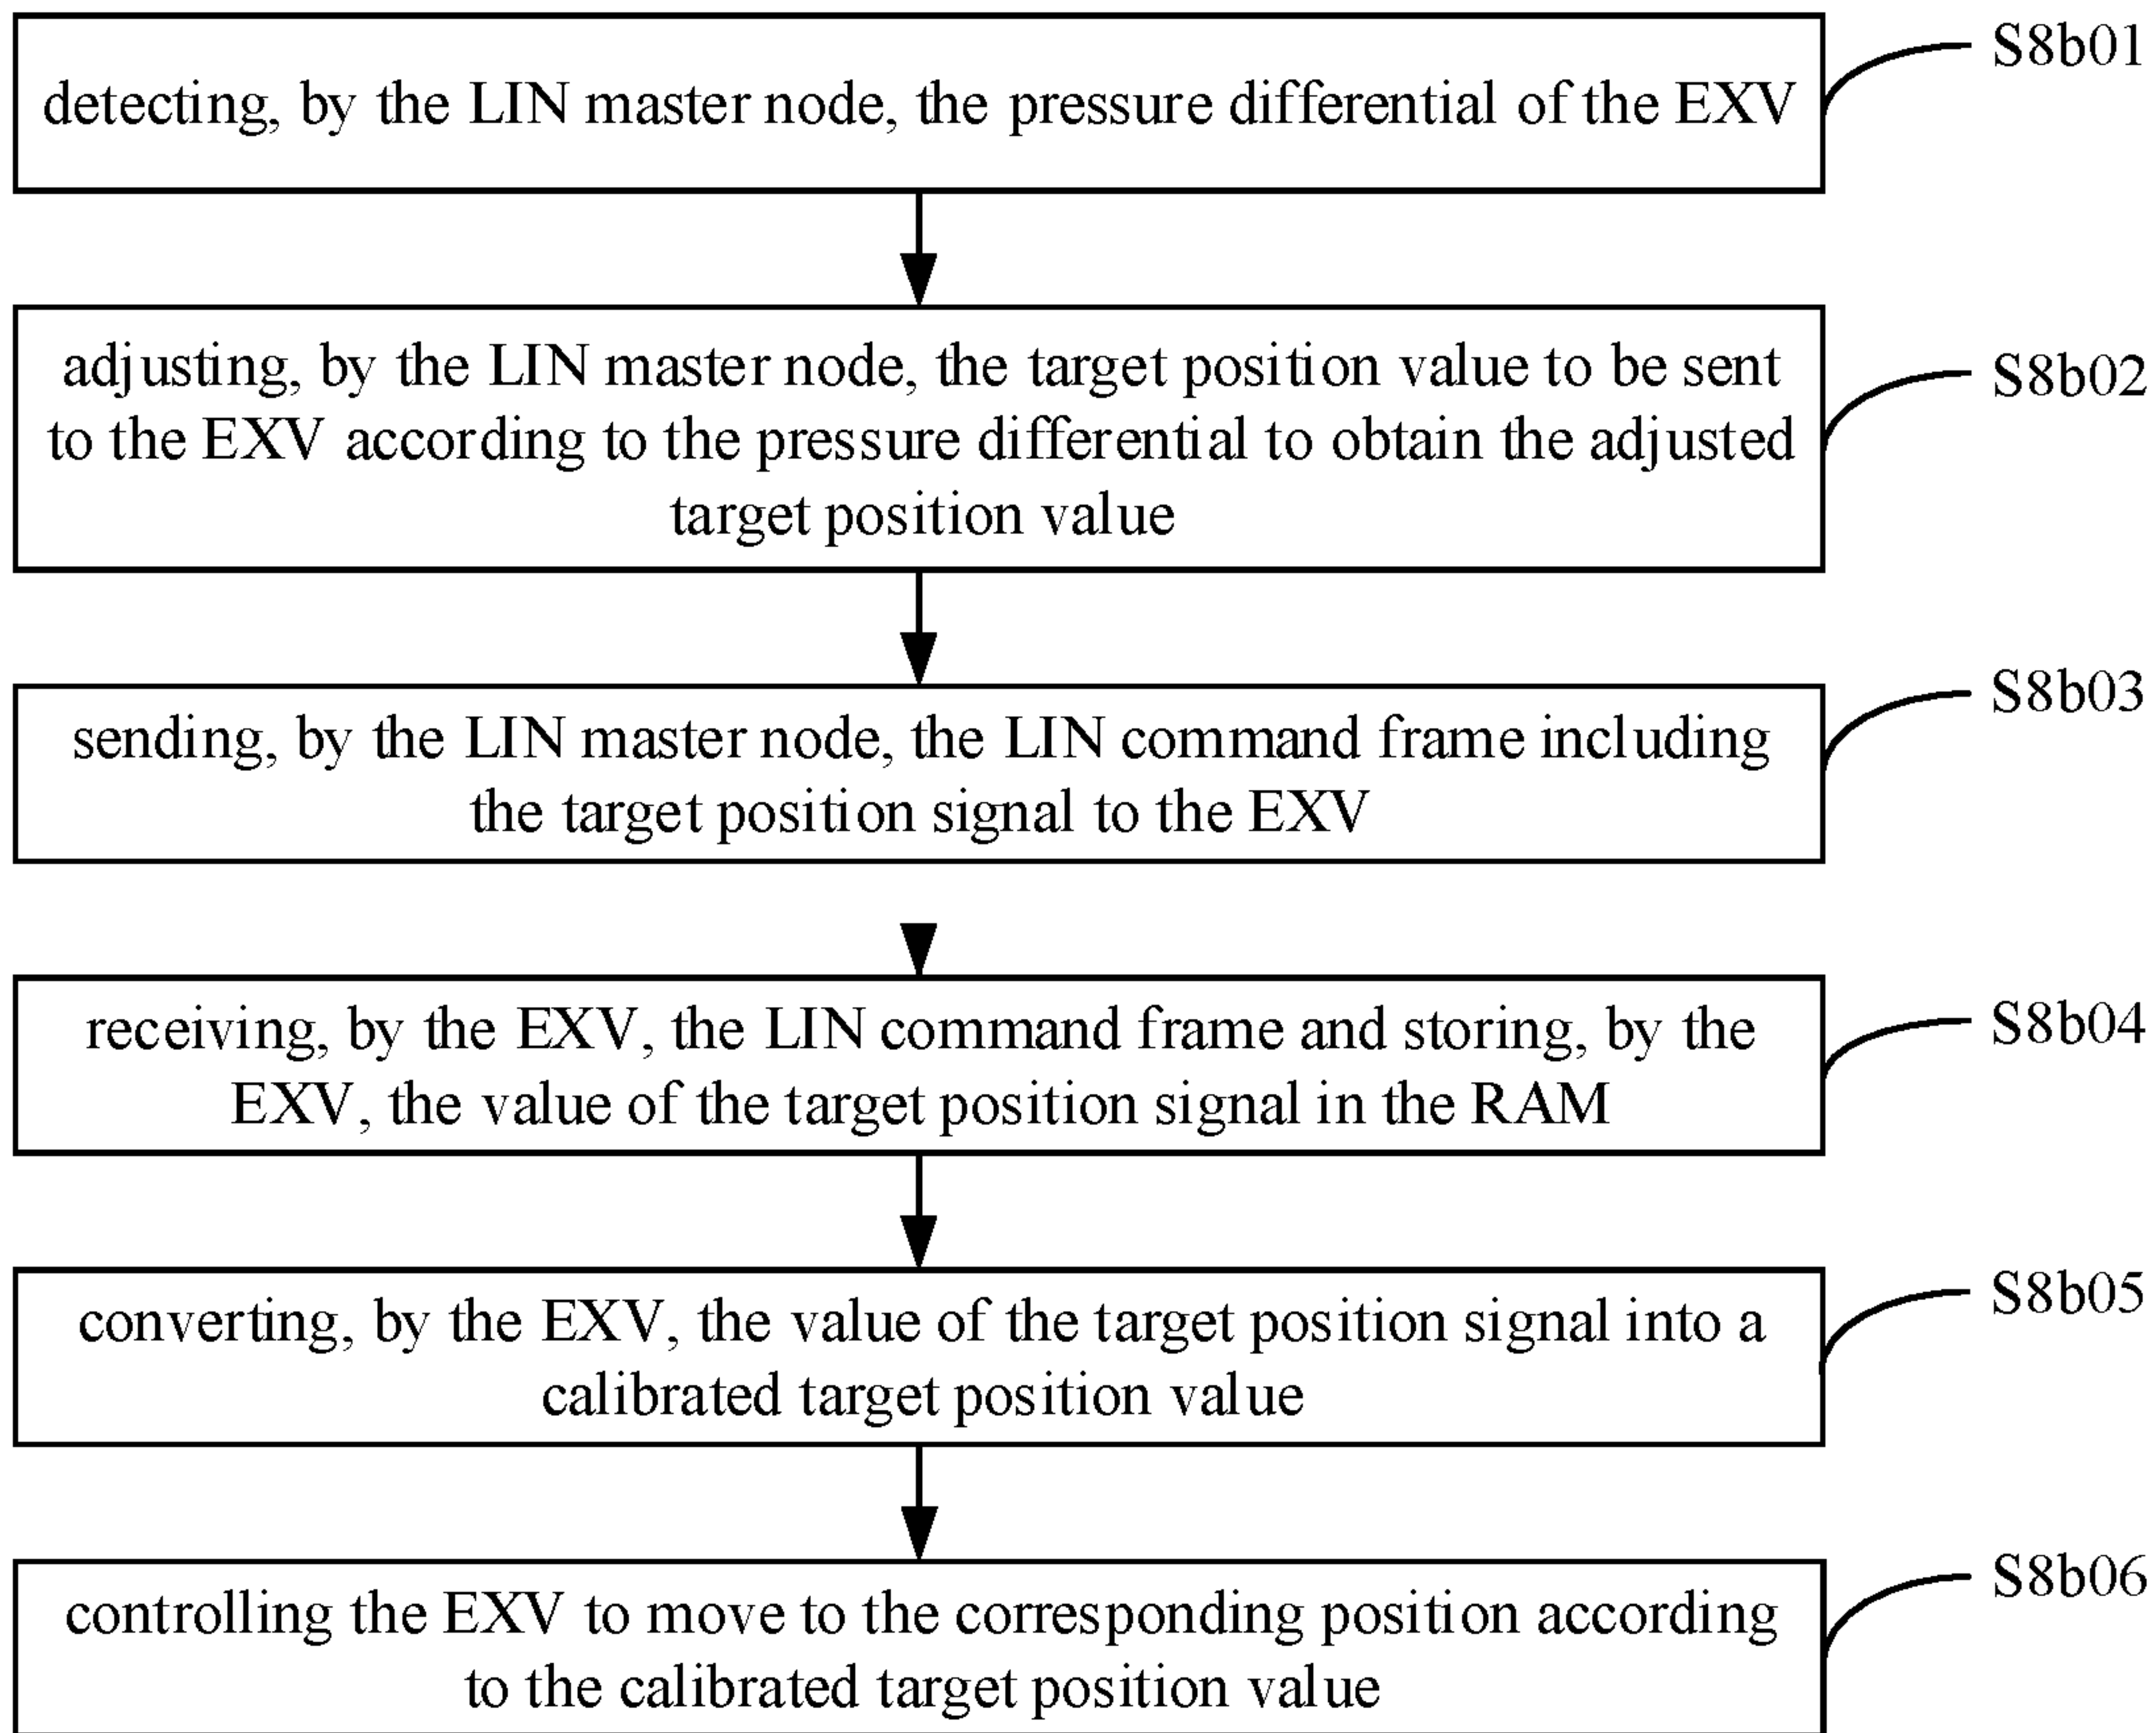 S8b01
detecting, by the LIN master node, the pressure differential of the EXV
adjusting, by the LIN master node, the target position value to be sent
S8b02
to the EXV according to the pressure differential to obtain the adjusted
target position value
S8b03
sending, by the LIN master node, the LIN command frame including
the target position signal to the EXV
receiving, by the EXV, the LIN command frame and storing, by the
S8b04
EXV, the value of the target position signal in the RAM
S8b05
converting, by the EXV, the value of the target position signal into a
calibrated target position value
S8b06
controlling the EXV to move to the corresponding position according
to the calibrated target position value